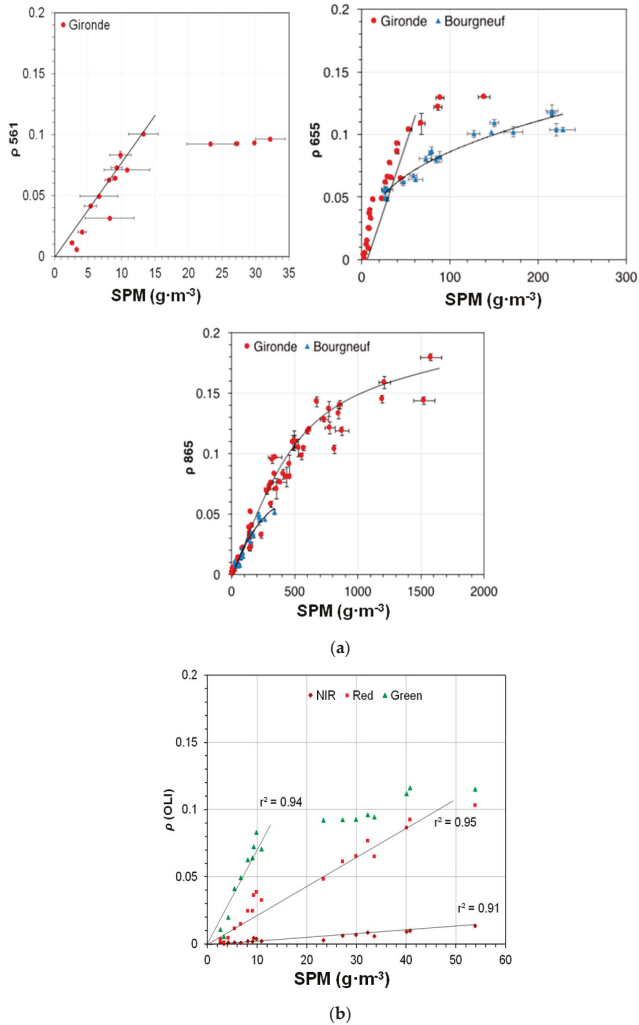 Gironde
0.2
0.15
0.1
0.05
0
0 5 10 15 20 25 30 35
ρ 561
SPM (g·m⁻³)
Gironde Bourgneuf
0.2
0.15
0.1
0.05
0
0 100 200 300
ρ 655
SPM (g·m⁻³)
Gironde Bourgneuf
0.2
0.15
0.1
0.05
0
0 500 1000 1500 2000
ρ 865
SPM (g·m⁻³)
(a)
NIR Red Green
0.2
0.15
0.1
0.05
0
r² = 0.94
r² = 0.95
r² = 0.91
0 10 20 30 40 50 60
ρ (OLI)
SPM (g·m⁻³)
(b)